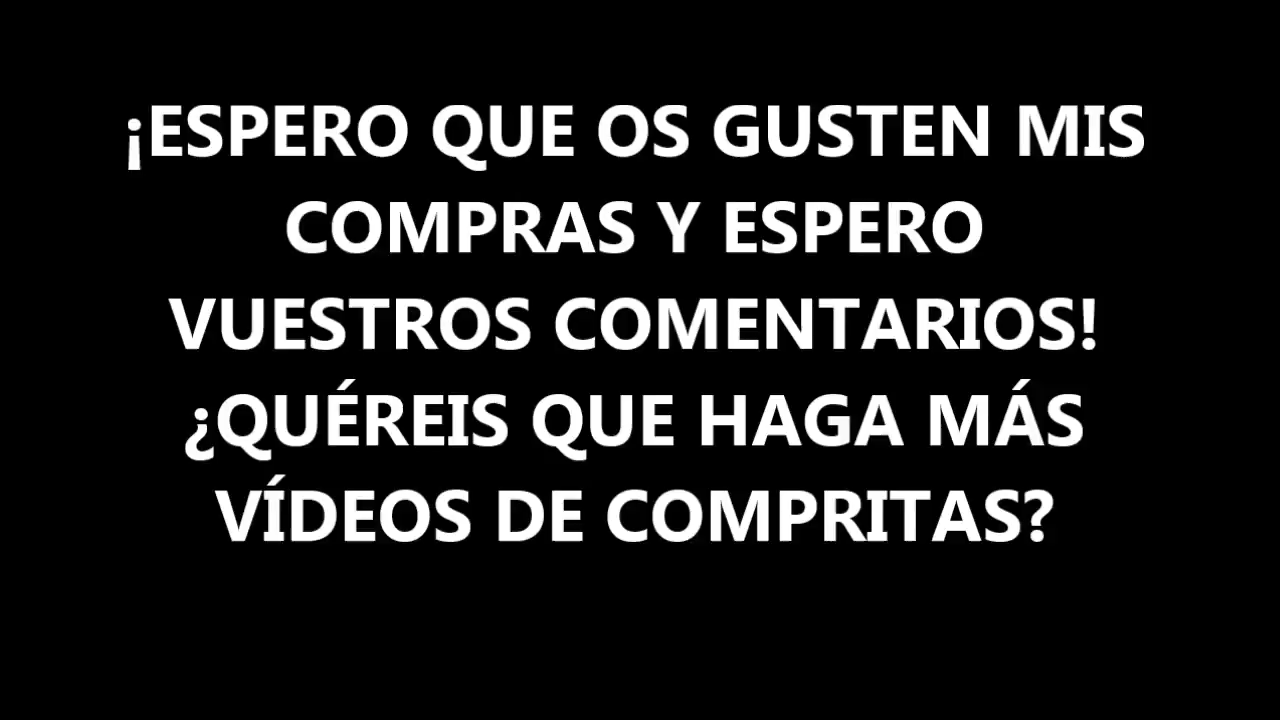 ¡ESPERO QUE OS GUSTEN MIS
COMPRAS Y ESPERO
VUESTROS COMENTARIOS!
¿QUÉREIS QUE HAGA MÁS
VÍDEOS DE COMPRITAS?